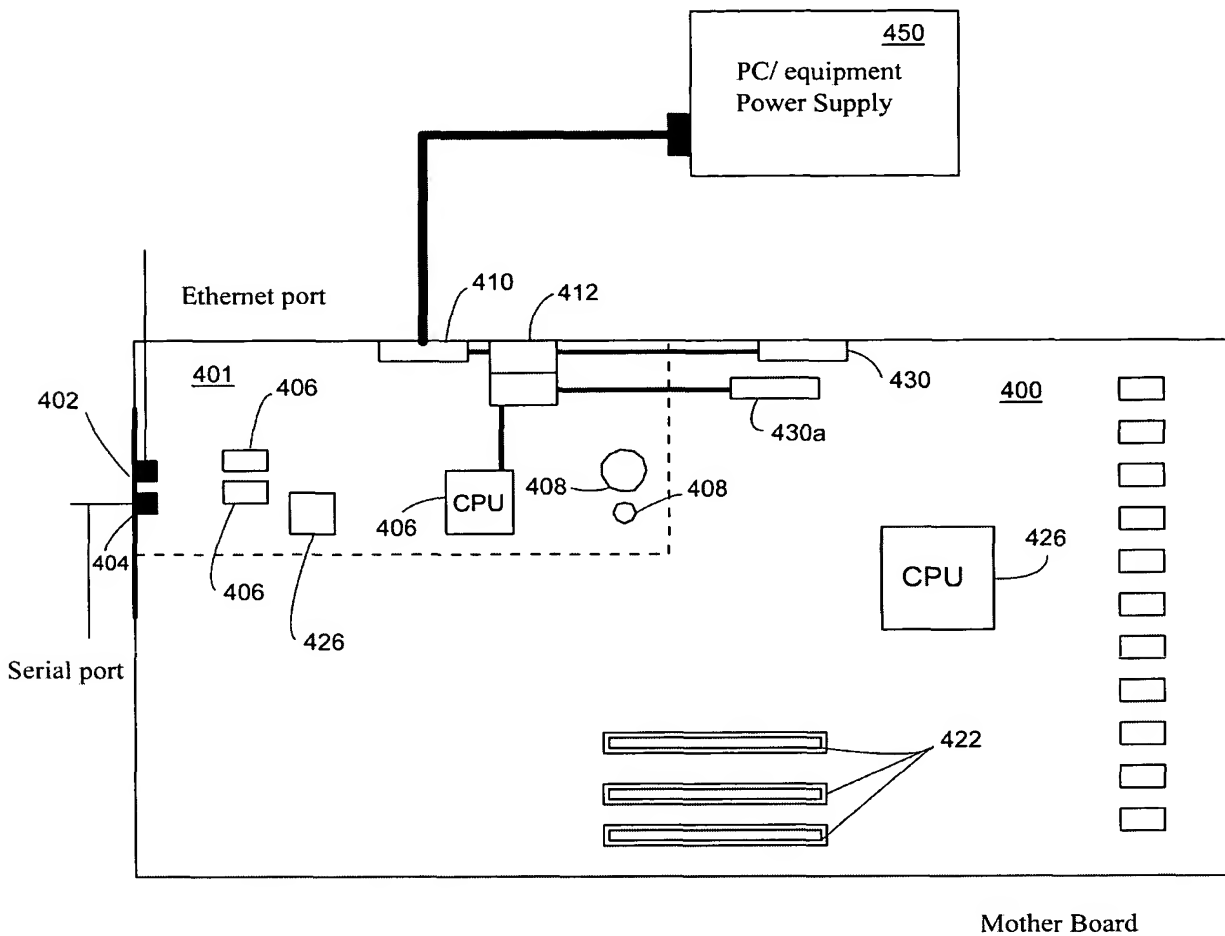 450
PC/ equipment
Power Supply
Ethernet port
410
412
401
406
402
430
400
430a
408
408
CPU
406
404
406
426
CPU
426
Serial port
422
Mother Board